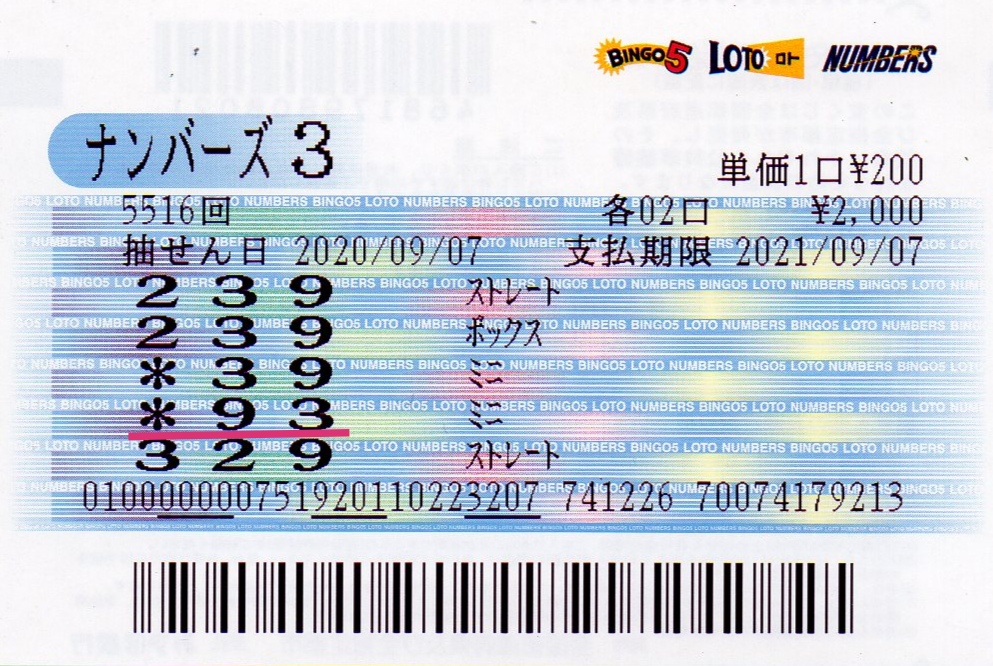 BINGO5 LOTO ロト NUMBERS
ナンバーズ3
単価1口¥200
5516回 各02口 ¥2,000
抽せん日 2020/09/07 支払期限 2021/09/07
2 3 9 ストレート
2 3 9 ボックス
* 3 9 ミニ
* 9 3 ミニ
3 2 9 ストレート
0100000000751920110223207 741226 70074179213